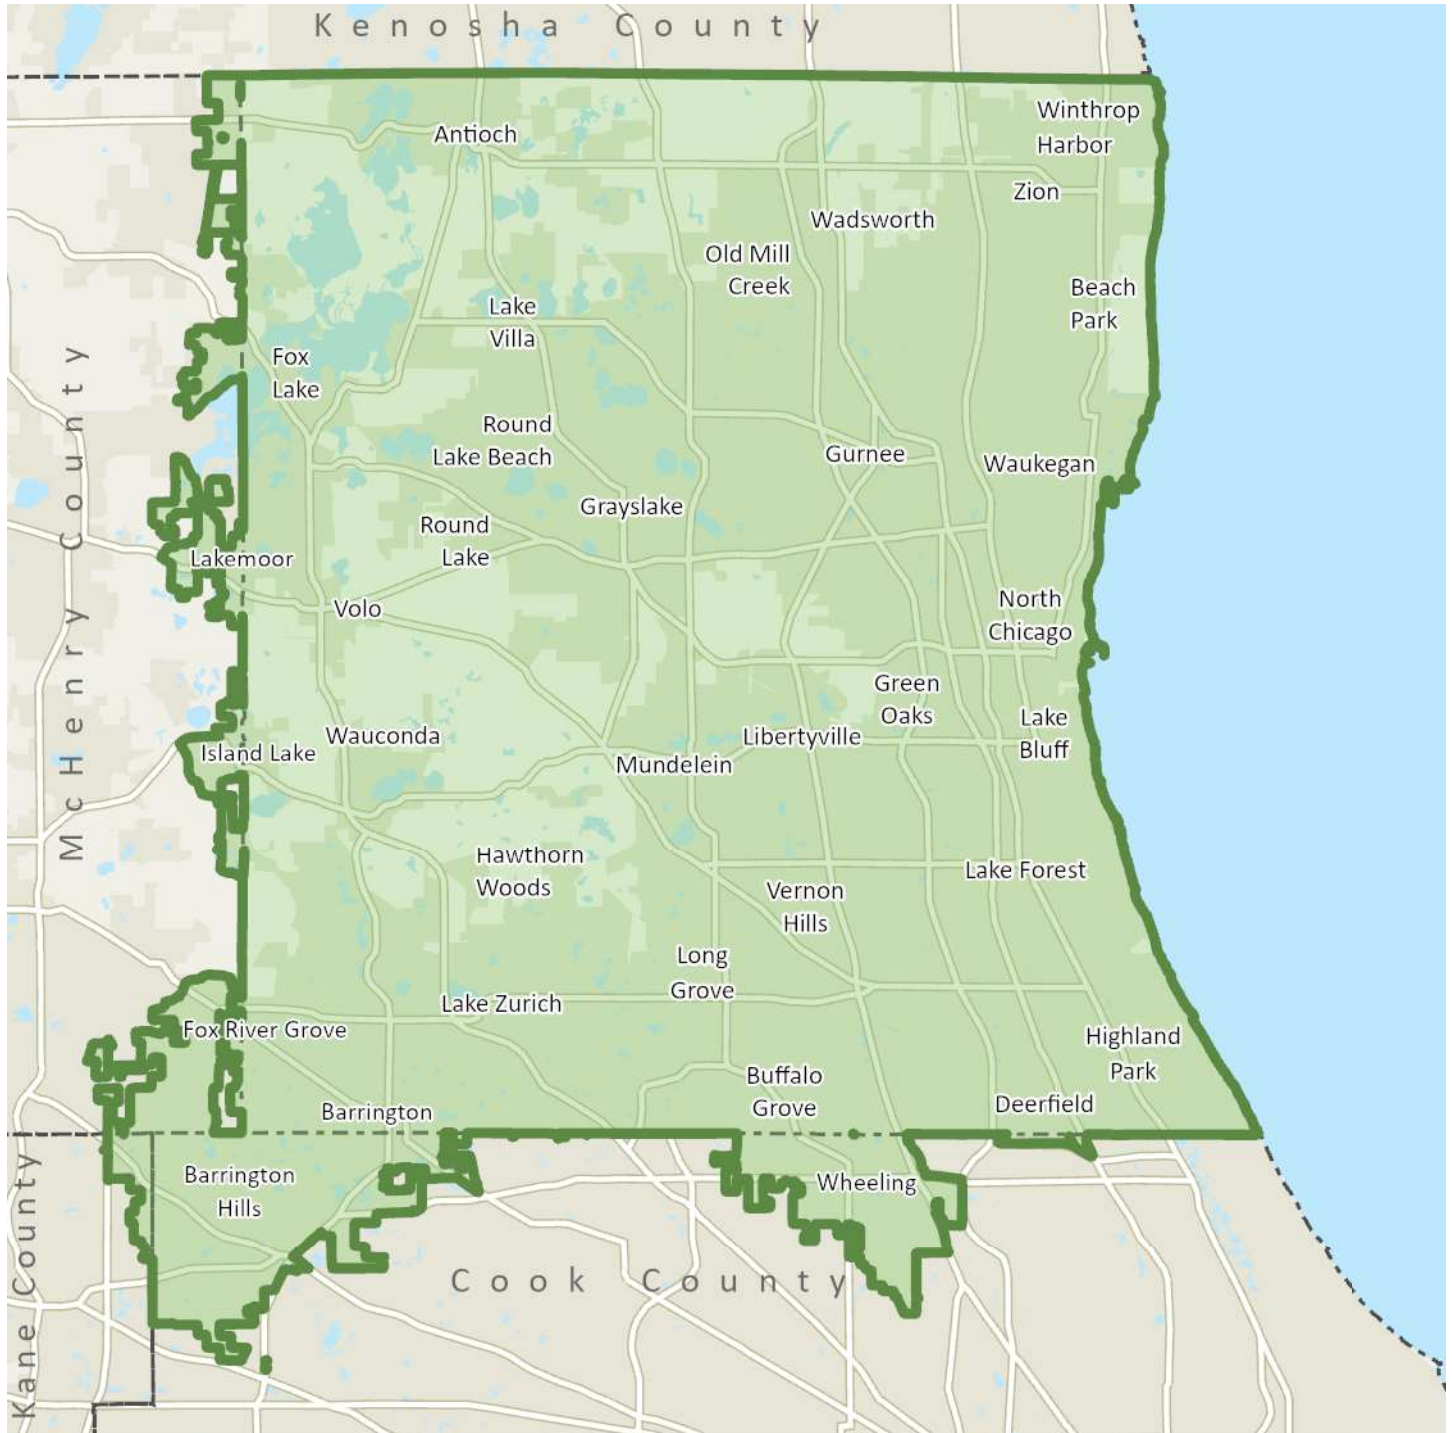 Kenosha County
Winthrop
Harbor
Antioch
Zion
Wadsworth
Old Mill
Creek
Beach
Park
Lake
Villa
Fox
Lake
McHenry County
Round
Lake Beach
Gurnee
Waukegan
Grayslake
Round
Lake
Lakemoor
Volo
North
Chicago
Green
Oaks
Lake
Bluff
Wauconda
Libertyville
Island Lake
Mundelein
Hawthorn
Woods
Lake Forest
Vernon
Hills
Long
Grove
Lake Zurich
Fox River Grove
Highland
Park
Buffalo
Grove
Deerfield
Barrington
Barrington
Hills
Wheeling
Kane County
Cook County